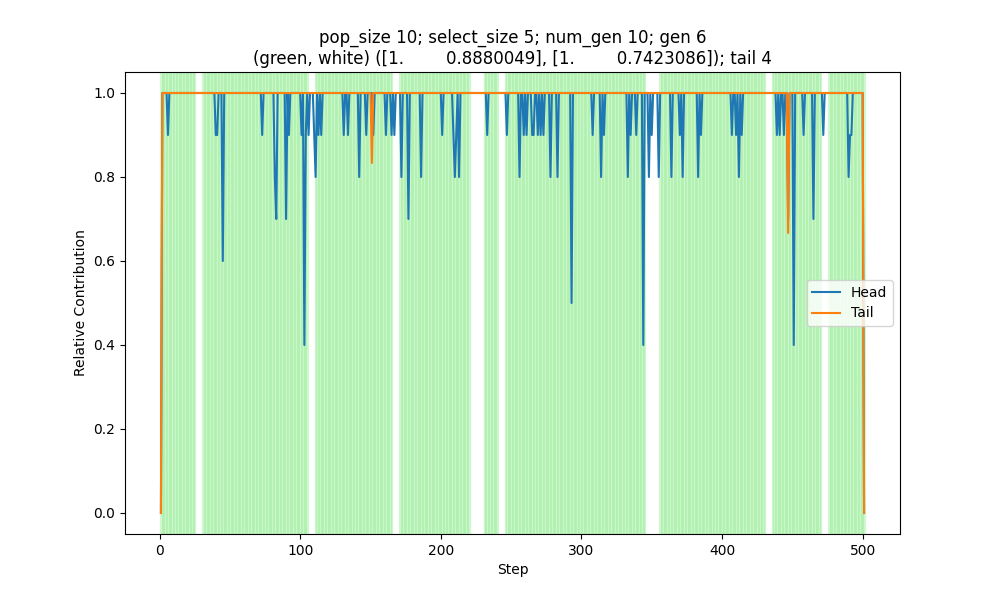 pop_size 10; select_size 5; num_gen 10; gen 6
(green, white) ([1.        0.8880049], [1.        0.7423086]); tail 4
1.0
0.8
0.6
0.4
0.2
0.0
Relative Contribution
Head
Tail
0 100 200 300 400 500
Step